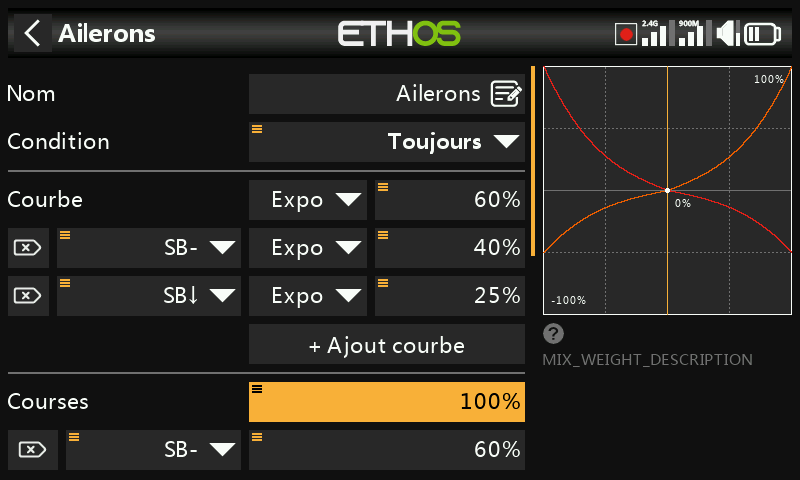 Ailerons
ETHOS
2.4G
900M
Nom
Ailerons
Condition
Toujours
Courbe
Expo
60%
SB-
Expo
40%
SB↓
Expo
25%
+ Ajout courbe
Courses
100%
SB-
60%
100%
0%
-100%
?
MIX_WEIGHT_DESCRIPTION